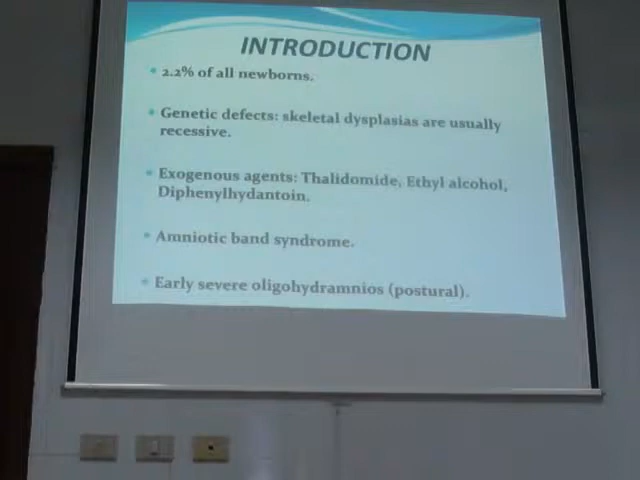 INTRODUCTION
• 2.2% of all newborns.
• Genetic defects: skeletal dysplasias are usually
recessive.
• Exogenous agents: Thalidomide, Ethyl alcohol,
Diphenylhydantoin.
• Amniotic band syndrome.
• Early severe oligohydramnios (postural).